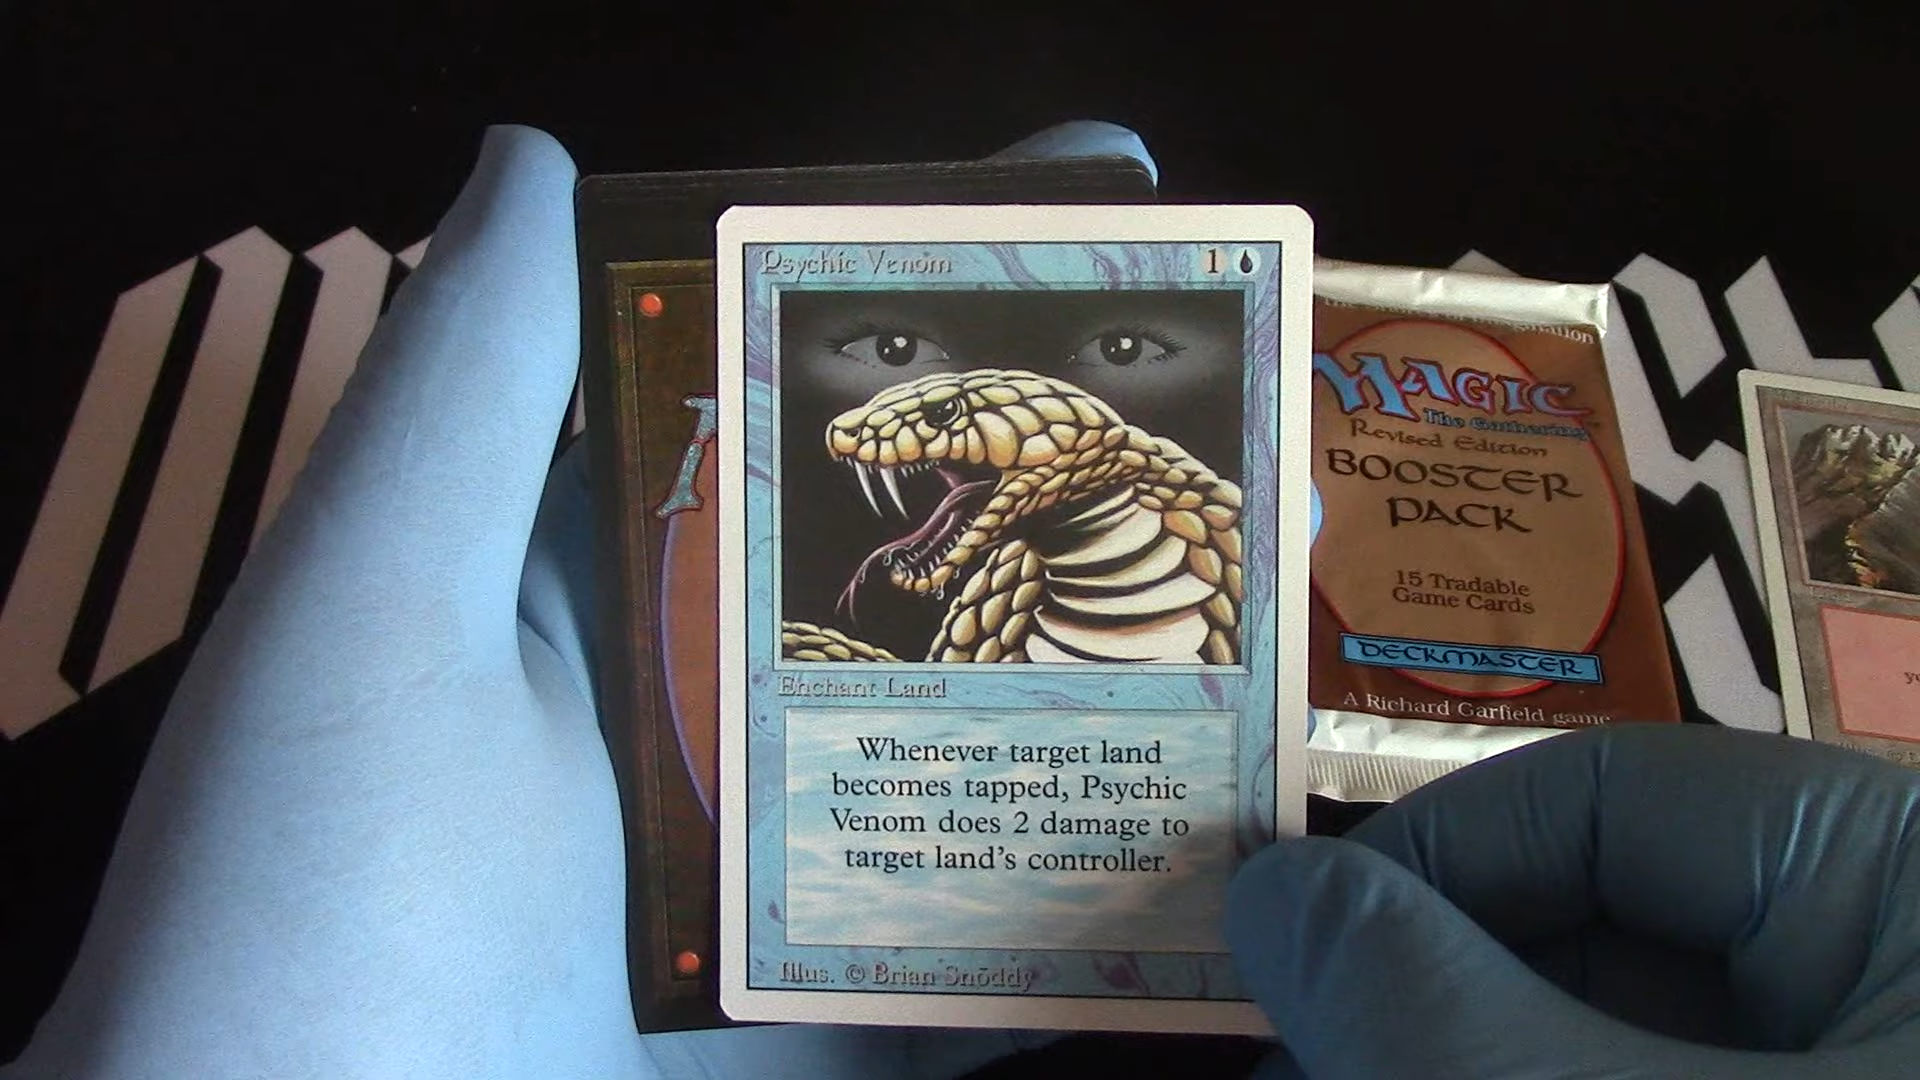 Psychic Venom 1
Enchant Land
Whenever target land
becomes tapped, Psychic
Venom does 2 damage to
target land's controller.
Illus. © Brian Snōddy
MAGIC
The Gathering
Revised Edition
BOOSTER
PACK
15 Tradable
Game Cards
DECKMASTER
A Richard Garfield game